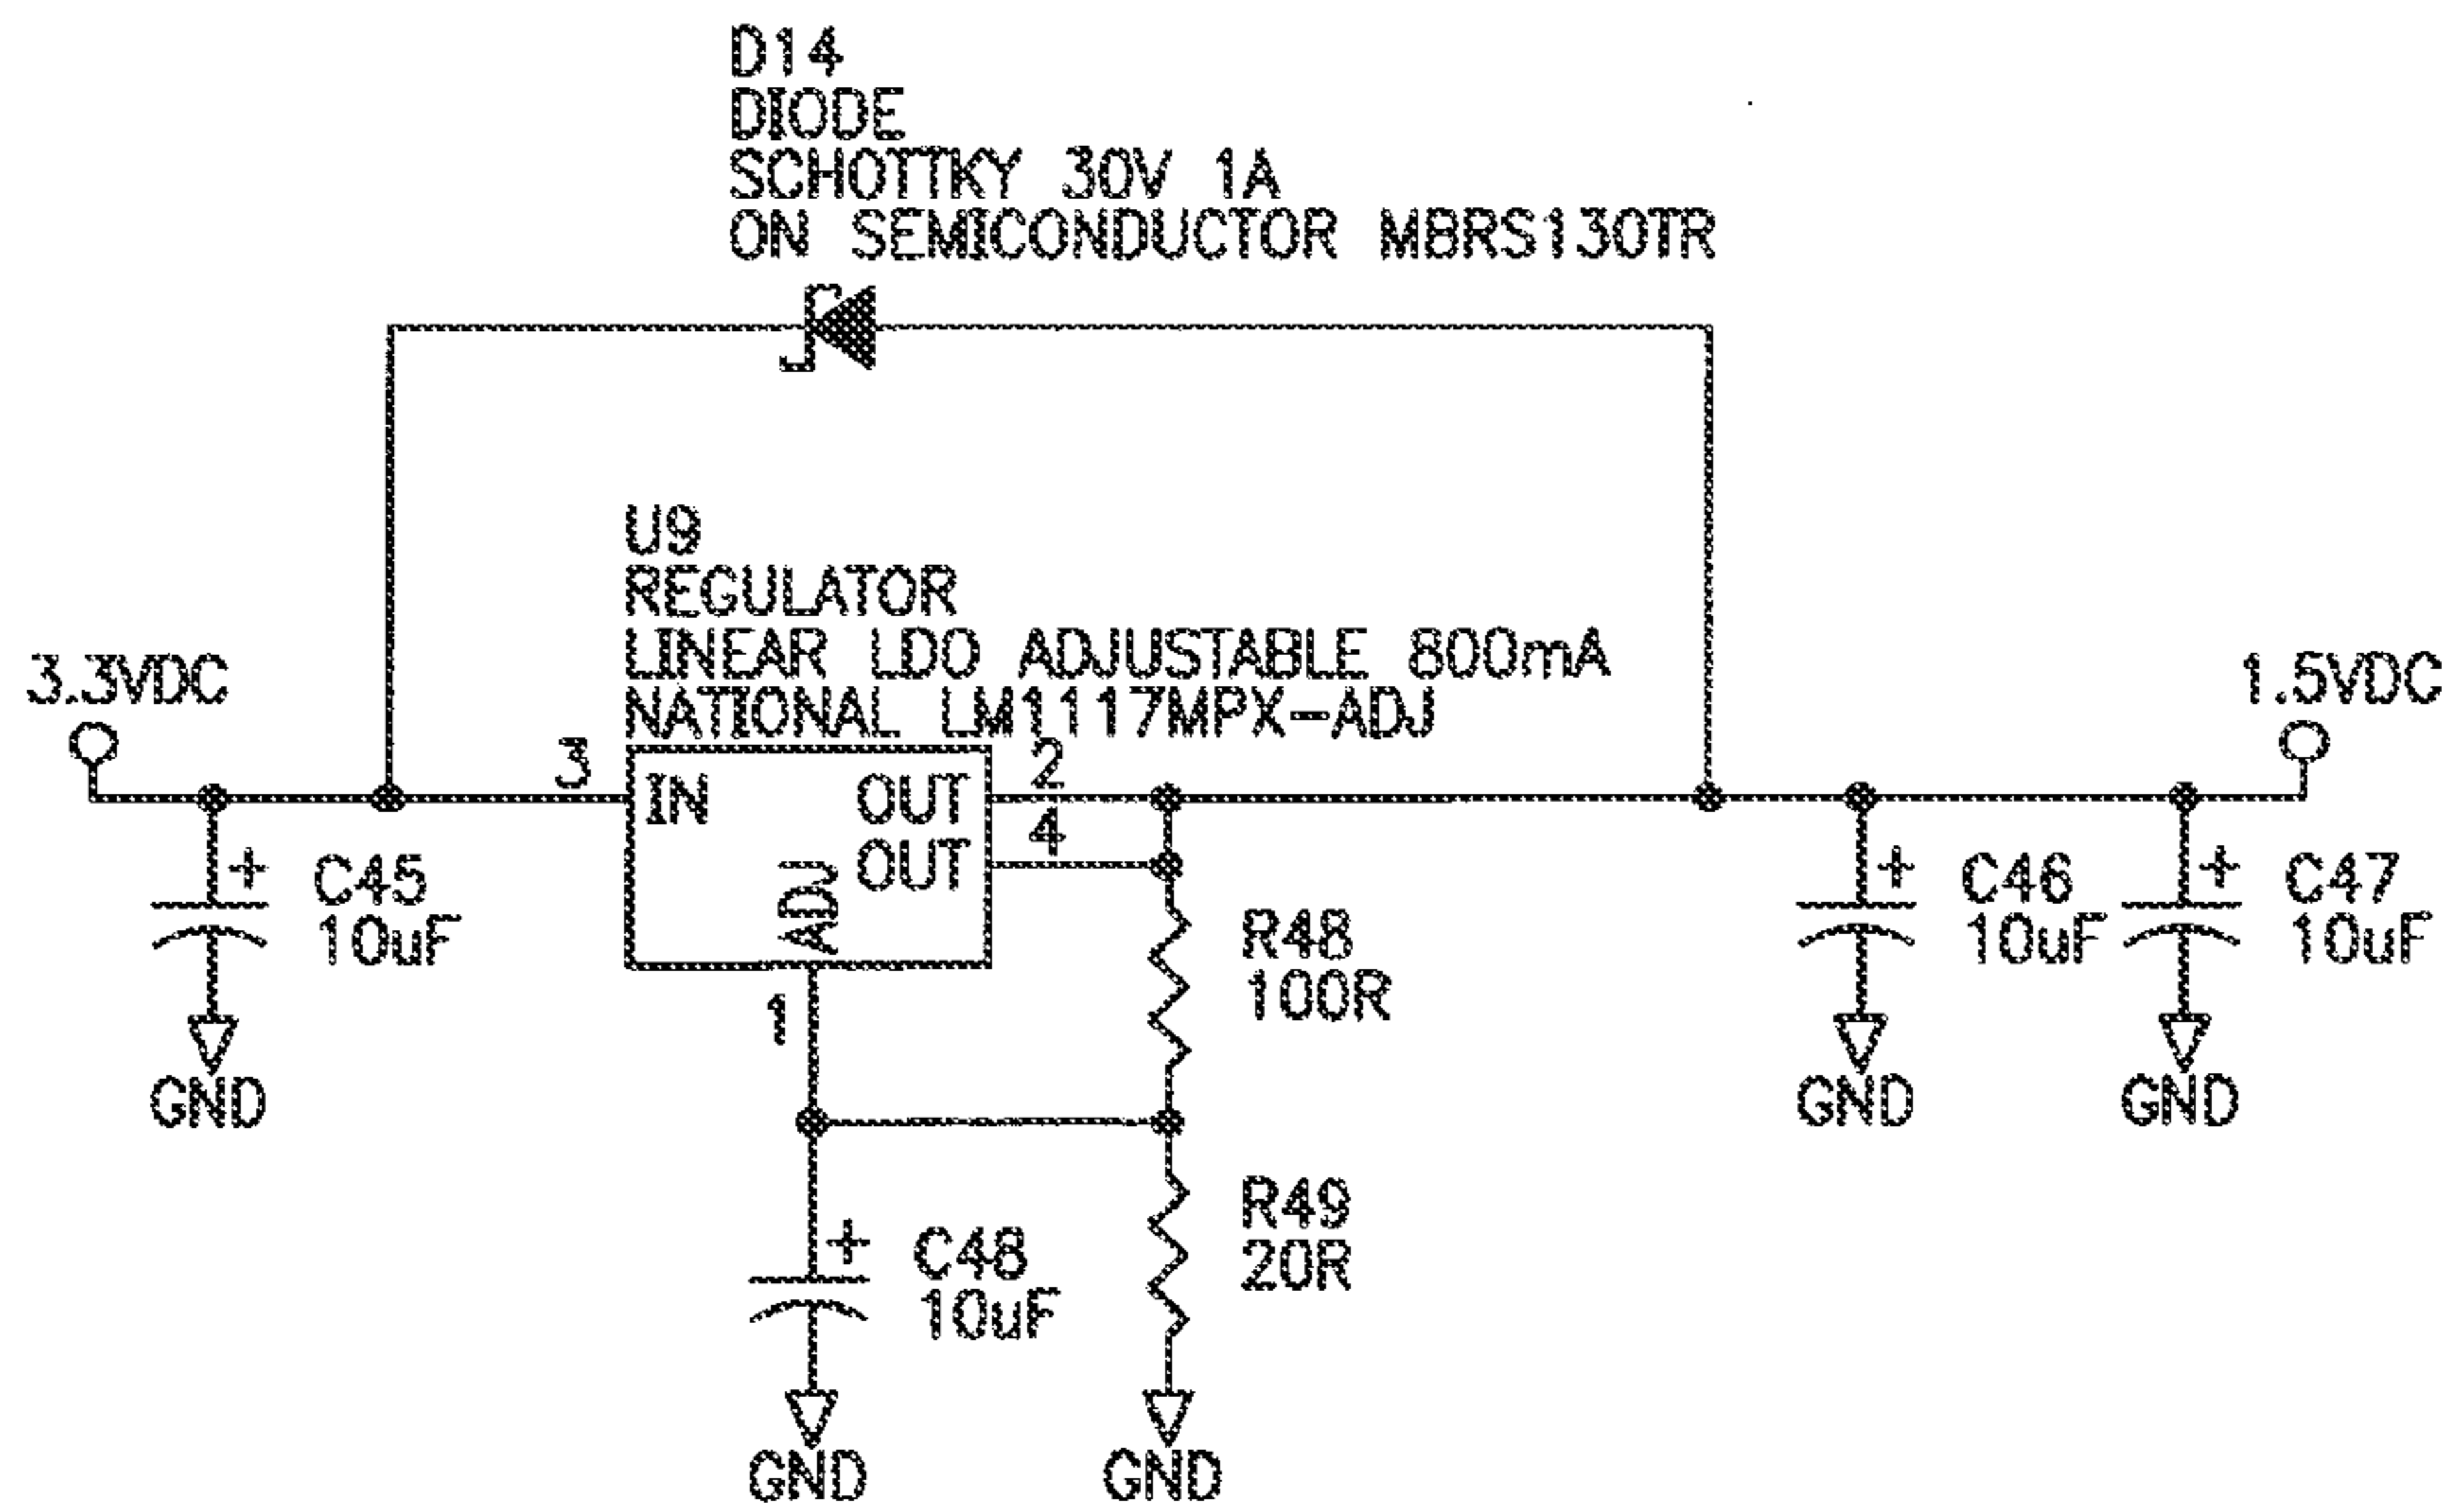 D14
DIODE
SCHOTTKY 30V 1A
ON SEMICONDUCTOR MBRS130TR
U9
REGULATOR
LINEAR LDO ADJUSTABLE 800mA
NATIONAL LM1117MPX-ADJ
3.3VDC
1.5VDC
3
2
IN
OUT
4
OUT
ADJ
1
+
C45
10uF
GND
R48
100R
+
C46
10uF
GND
+
C47
10uF
GND
+
C48
10uF
GND
R49
20R
GND